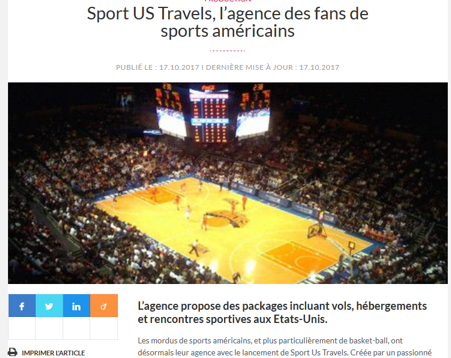 Sport US Travels, l'agence des fans de
sports américains
PUBLIÉ LE : 17.10.2017 I DERNIÈRE MISE À JOUR : 17.10.2017
L'agence propose des packages incluant vols, hébergements
et rencontres sportives aux Etats-Unis.
IMPRIMER L'ARTICLE
Les mordus de sports américains, et plus particulièrement de basket-ball, ont
désormais leur agence avec le lancement de Sport Us Travels. Créée par un passionné